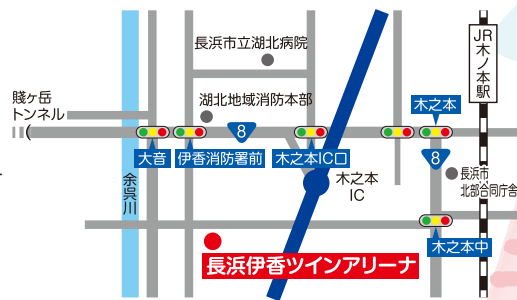 長浜市立湖北病院
JR木ノ本駅
賤ヶ岳
トンネル
湖北地域消防本部
木之本
8
大音
伊香消防署前
木之本IC口
8
余呉川
木之本
IC
長浜市
北部合同庁舎
木之本中
長浜伊香ツインアリーナ